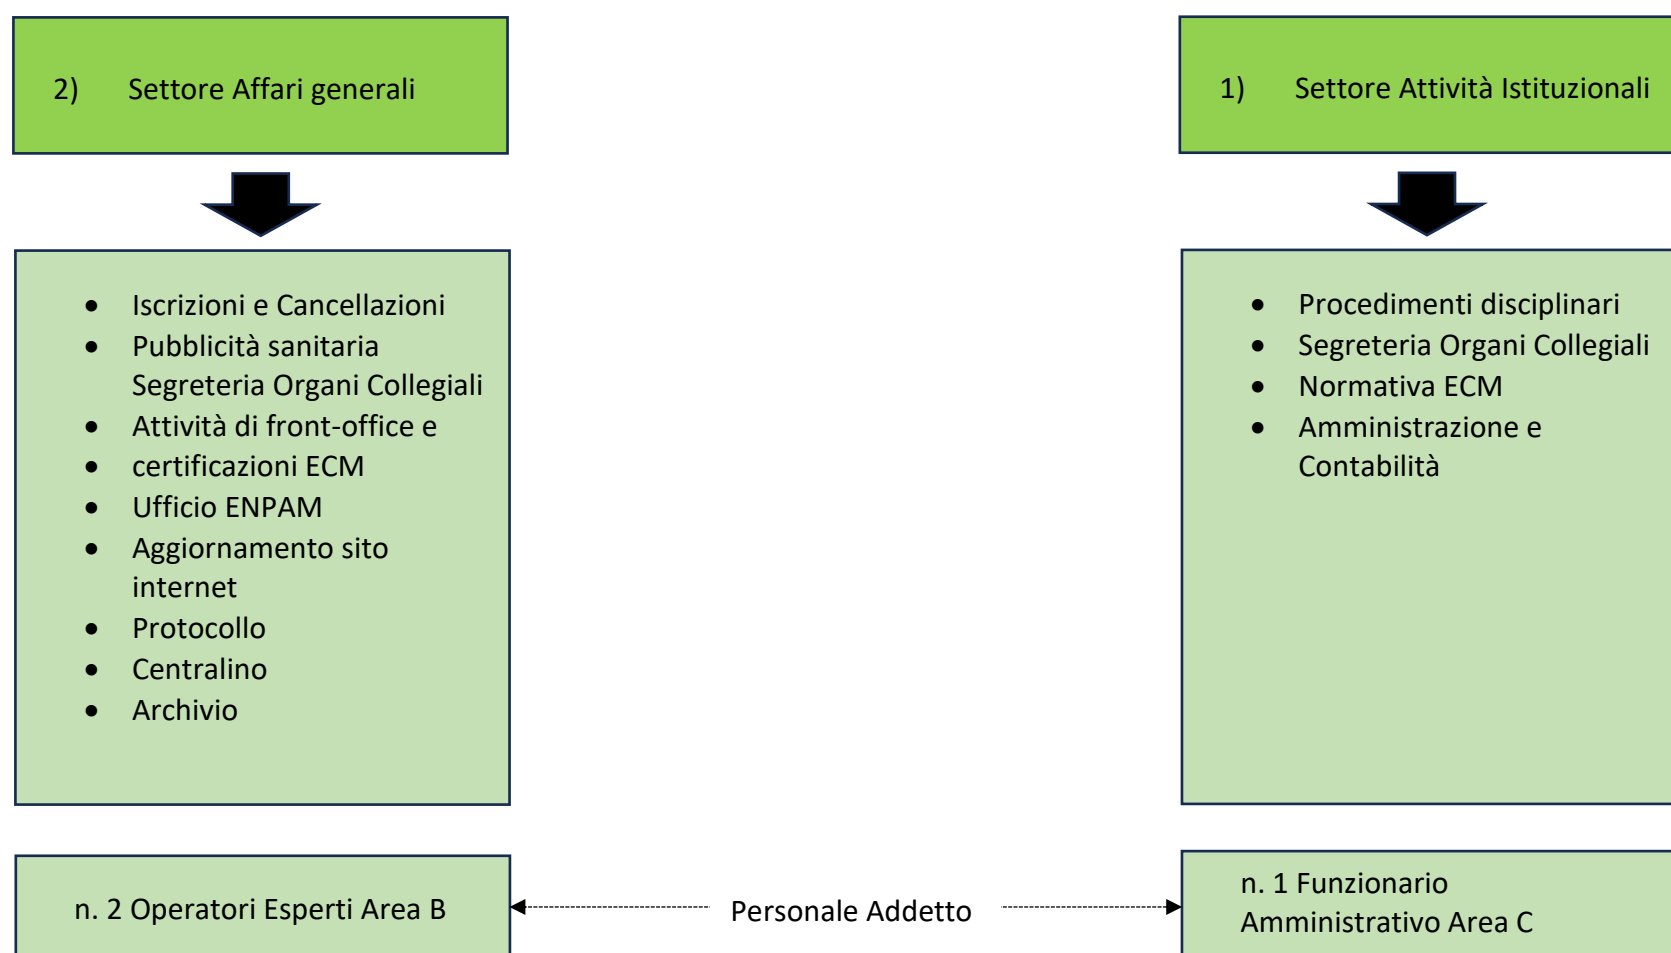 2) Settore Affari generali
1) Settore Attività Istituzionali
• Iscrizioni e Cancellazioni
• Pubblicità sanitaria
Segreteria Organi Collegiali
• Attività di front-office e
• certificazioni ECM
• Ufficio ENPAM
• Aggiornamento sito
internet
• Protocollo
• Centralino
• Archivio
• Procedimenti disciplinari
• Segreteria Organi Collegiali
• Normativa ECM
• Amministrazione e
Contabilità
n. 2 Operatori Esperti Area B
Personale Addetto
n. 1 Funzionario
Amministrativo Area C